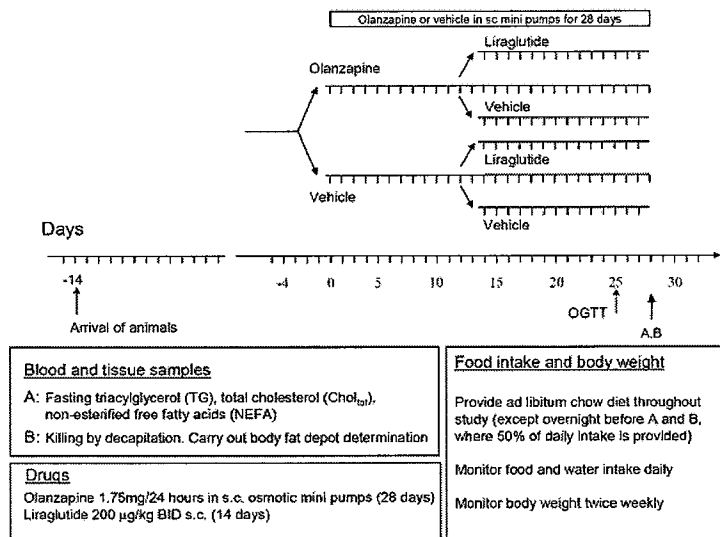 Olanzapine or vehicle in sc mini pumps for 28 days
Liraglutide
Olanzapine
Vehicle
Liraglutide
Vehicle
Vehicle
Days
-14
-4
0
5
10
15
20
25
30
Arrival of animals
OGTT
A,B
Blood and tissue samples
A: Fasting triacylglycerol (TG), total cholesterol (Chol_tot),
non-esterified free fatty acids (NEFA)
B: Killing by decapitation. Carry out body fat depot determination
Drugs
Olanzapine 1.75mg/24 hours in s.c. osmotic mini pumps (28 days)
Liraglutide 200 µg/kg BID s.c. (14 days)
Food intake and body weight
Provide ad libitum chow diet throughout
study (except overnight before A and B,
where 50% of daily intake is provided)
Monitor food and water intake daily
Monitor body weight twice weekly